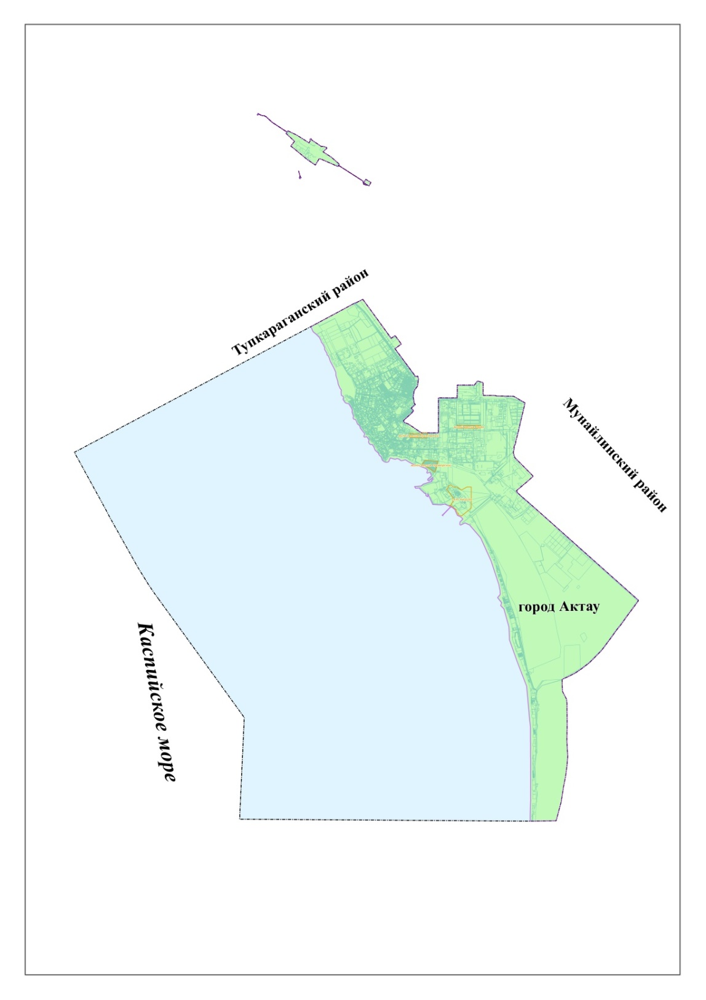 Тупкараганский район
Мунайлинский район
город Актау
Каспийское море